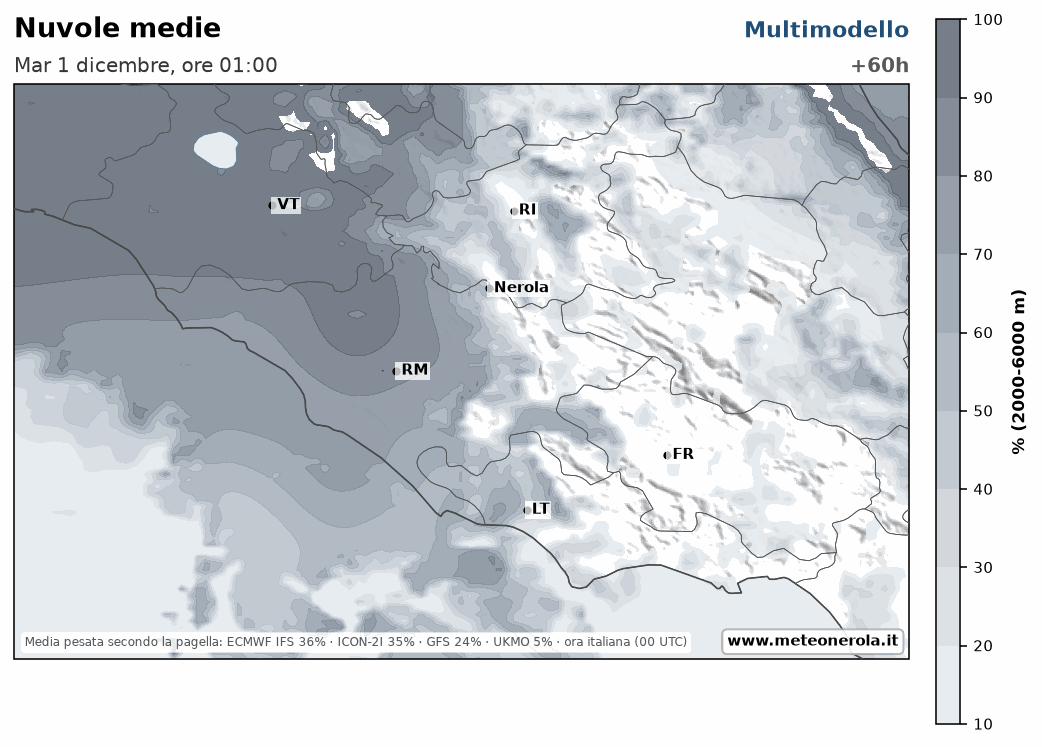 Nuvole medie
Multimodello
Mar 1 dicembre, ore 01:00
+60h
100
90
80
70
60
50
40
30
20
10
% (2000-6000 m)
VT
RI
Nerola
RM
FR
LT
Media pesata secondo la pagella: ECMWF IFS 36% · ICON-2I 35% · GFS 24% · UKMO 5% · ora italiana (00 UTC)
www.meteonerola.it